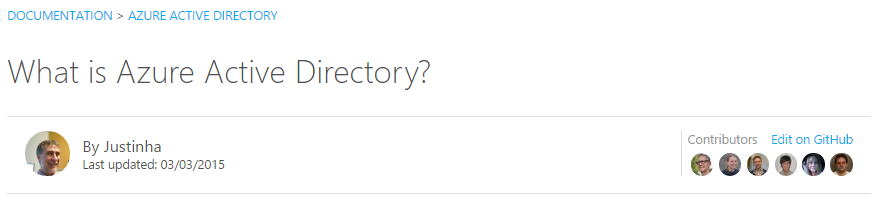 DOCUMENTATION > AZURE ACTIVE DIRECTORY
What is Azure Active Directory?
By Justinha
Last updated: 03/03/2015
Contributors Edit on GitHub